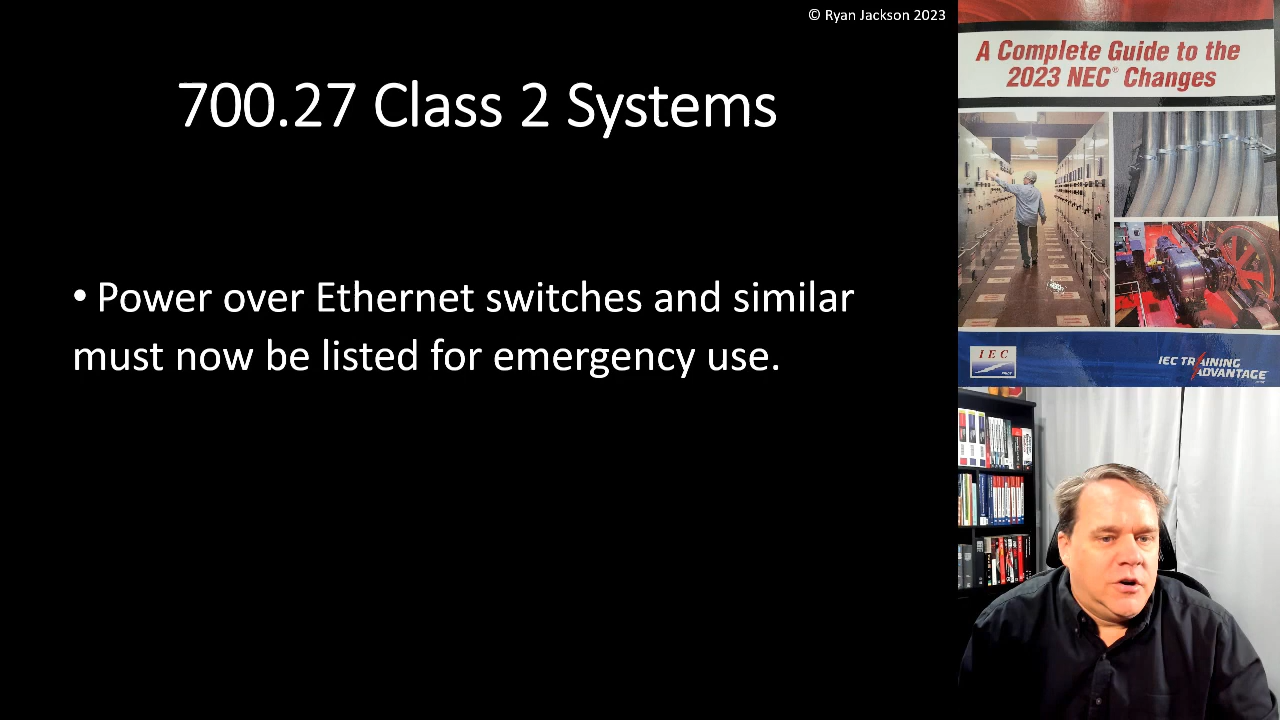 © Ryan Jackson 2023
700.27 Class 2 Systems
• Power over Ethernet switches and similar
must now be listed for emergency use.
A Complete Guide to the
2023 NEC® Changes
IEC
IEC TRAINING
ADVANTAGE